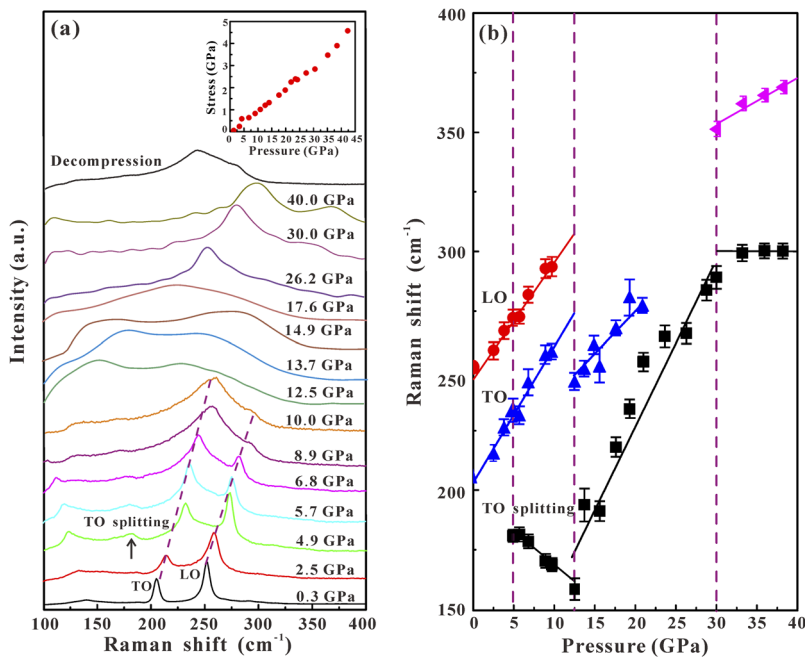 (a)
Stress (GPa)
5
4
3
2
1
0
0 5 10 15 20 25 30 35 40 45
Pressure (GPa)
Decompression
40.0 GPa
30.0 GPa
26.2 GPa
17.6 GPa
14.9 GPa
13.7 GPa
12.5 GPa
10.0 GPa
8.9 GPa
6.8 GPa
5.7 GPa
TO splitting
4.9 GPa
2.5 GPa
TO
LO
0.3 GPa
Intensity (a.u.)
100 150 200 250 300 350 400
Raman shift (cm⁻¹)
(b)
400
350
300
250
200
150
Raman shift (cm⁻¹)
LO
TO
TO splitting
0 5 10 15 20 25 30 35 40
Pressure (GPa)